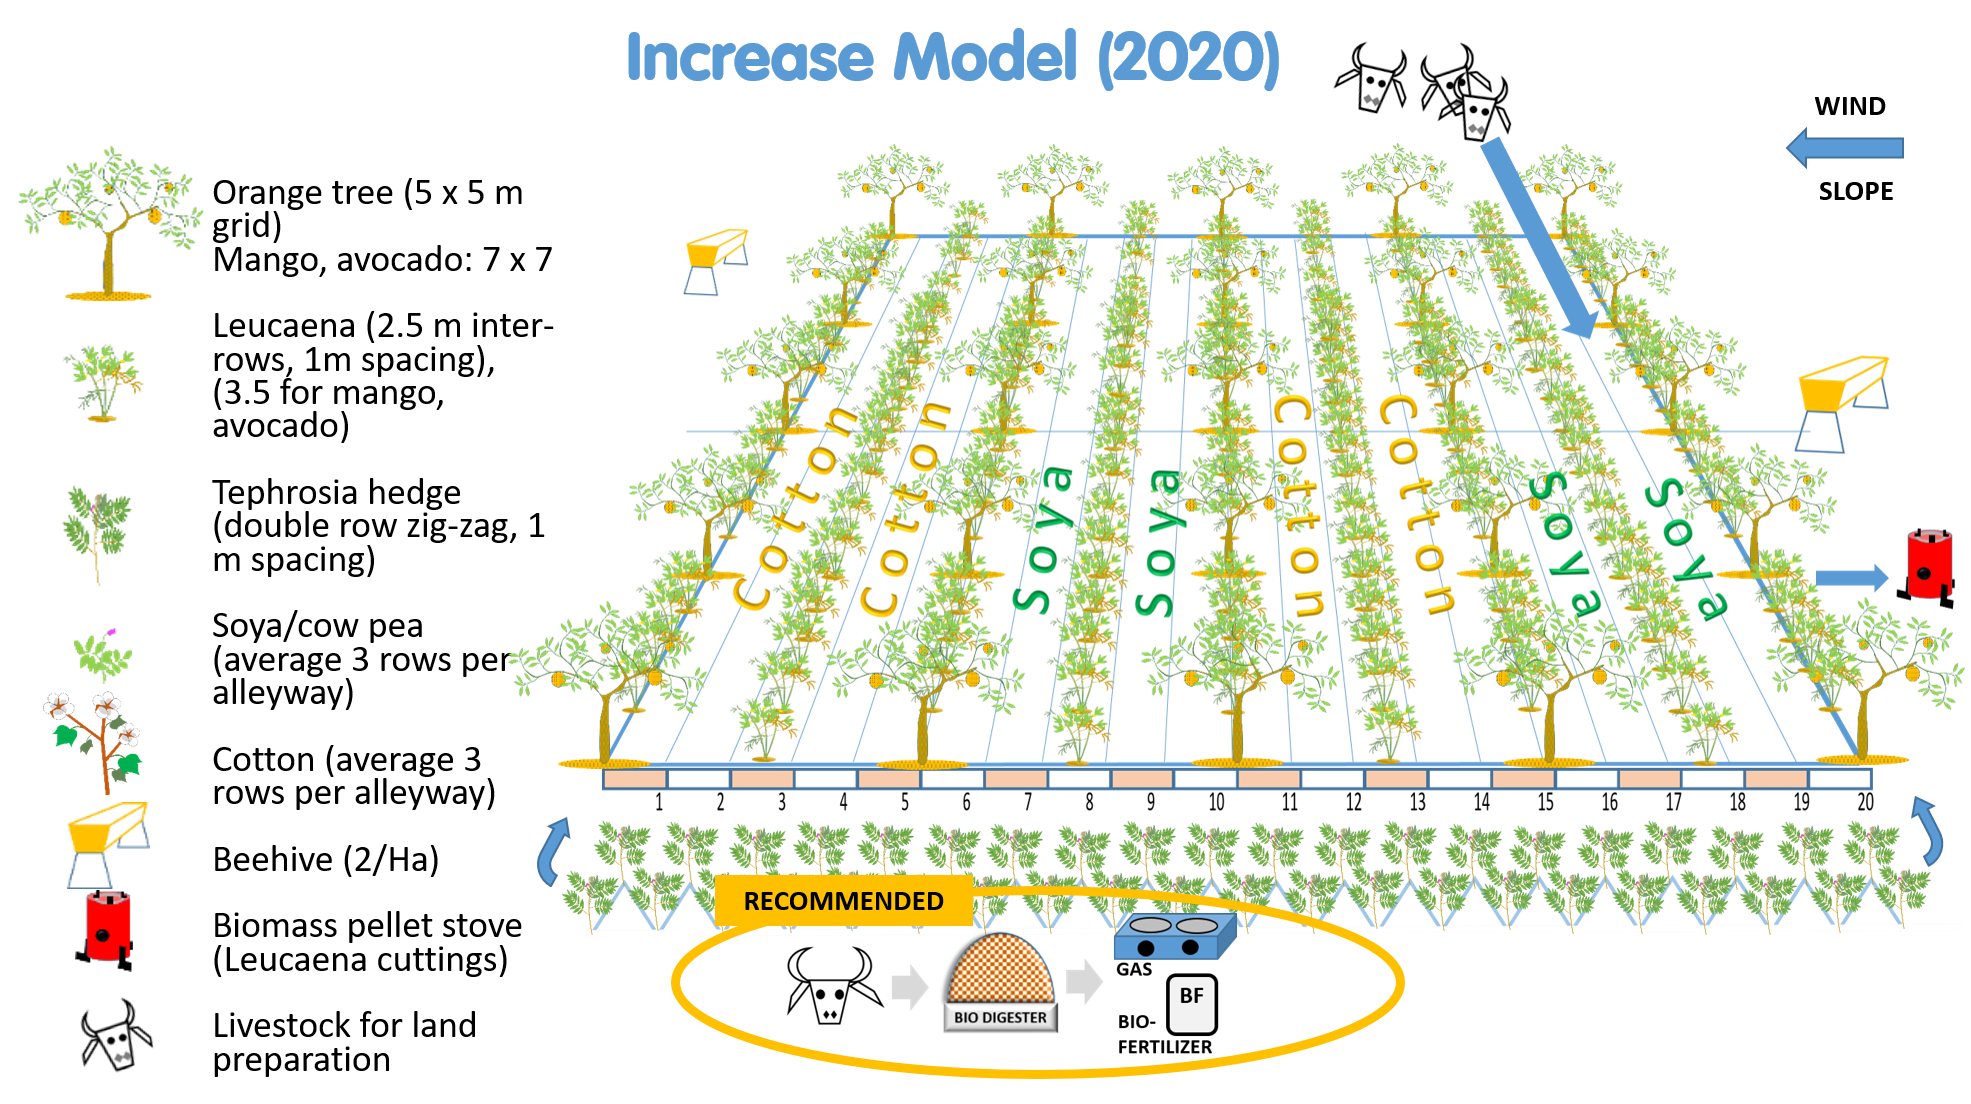 Increase Model (2020)
WIND
SLOPE
Orange tree (5 x 5 m
grid)
Mango, avocado: 7 x 7
Leucaena (2.5 m inter-
rows, 1m spacing),
(3.5 for mango,
avocado)
Tephrosia hedge
(double row zig-zag, 1
m spacing)
Soya/cow pea
(average 3 rows per
alleyway)
Cotton (average 3
rows per alleyway)
Beehive (2/Ha)
Biomass pellet stove
(Leucaena cuttings)
Livestock for land
preparation
Cotton
Cotton
Soya
Soya
Cotton
Cotton
Soya
Soya
1 2 3 4 5 6 7 8 9 10 11 12 13 14 15 16 17 18 19 20
RECOMMENDED
BIO DIGESTER
GAS
BF
BIO-
FERTILIZER